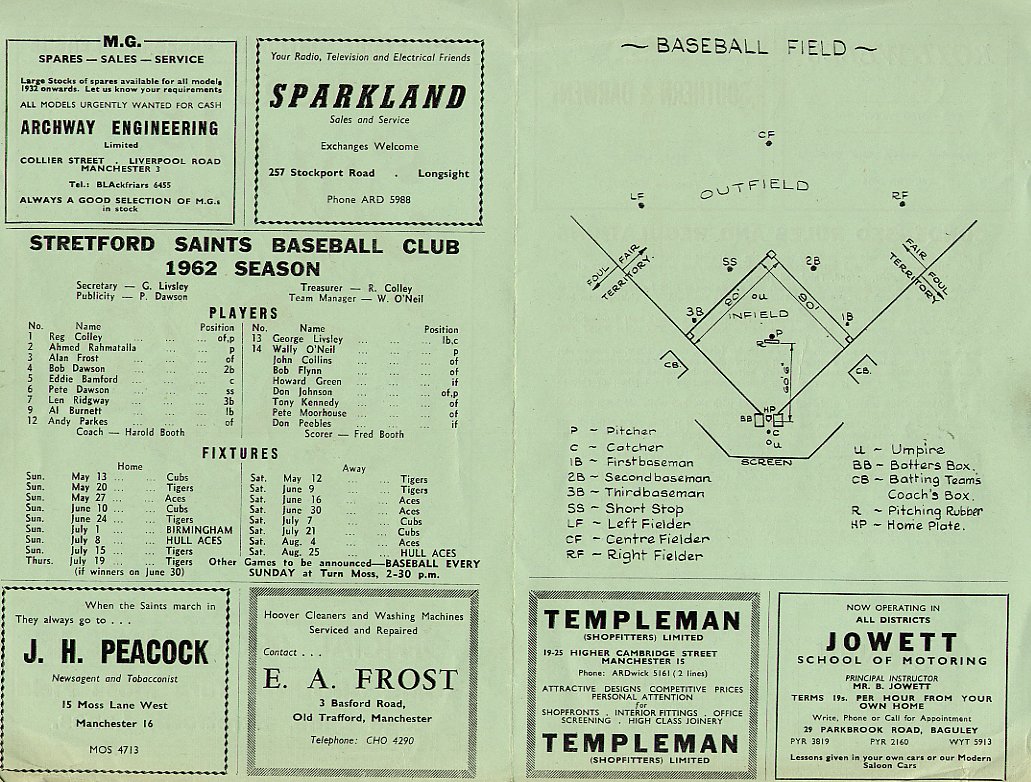 M.G.
SPARES — SALES — SERVICE
Large Stocks of spares available for all models
1932 onwards. Let us know your requirements
ALL MODELS URGENTLY WANTED FOR CASH
ARCHWAY ENGINEERING
Limited
COLLIER STREET . LIVERPOOL ROAD
MANCHESTER 3
Tel.: BLAckfriars 6455
ALWAYS A GOOD SELECTION OF M.G.s
in stock
Your Radio, Television and Electrical Friends
SPARKLAND
Sales and Service
Exchanges Welcome
257 Stockport Road . Longsight
Phone ARD 5988
STRETFORD SAINTS BASEBALL CLUB
1962 SEASON
Secretary — G. Livsley
Publicity — P. Dawson
Treasurer — R. Colley
Team Manager — W. O'Neil
PLAYERS
No. Name Position
1 Reg Colley ... ... of,p
2 Ahmed Rahmatalla ... p
3 Alan Frost ... ... of
4 Bob Dawson ... ... 2b
5 Eddie Bamford ... ... c
6 Pete Dawson ... ... ss
7 Len Ridgway ... ... 3b
9 Al Burnett ... ... lb
12 Andy Parkes ... ... of
Coach — Harold Booth
No. Name Position
13 George Livsley ... ... lb,c
14 Wally O'Neil ... ... p
John Collins ... ... of
Bob Flynn ... ... of
Howard Green ... ... if
Don Johnson ... ... of,p
Tony Kennedy ... ... of
Pete Moorhouse ... ... of
Don Peebles ... ... if
Scorer — Fred Booth
FIXTURES
Home
Sun. May 13 ... ... Cubs
Sun. May 20 ... ... Tigers
Sun. May 27 ... ... Aces
Sun. June 10 ... ... Cubs
Sun. June 24 ... ... Tigers
Sun. July 1 ... ... BIRMINGHAM
Sun. July 8 ... ... HULL ACES
Sun. July 15 ... ... Tigers
Thurs. July 19 ... ... Tigers
(if winners on June 30)
Away
Sat. May 12 ... ... Tigers
Sat. June 9 ... ... Tigers
Sat. June 16 ... ... Aces
Sat. June 30 ... ... Aces
Sat. July 7 ... ... Cubs
Sat. July 21 ... ... Cubs
Sat. Aug. 4 ... ... Aces
Sat. Aug. 25 ... ... HULL ACES
Other Games to be announced—BASEBALL EVERY
SUNDAY at Turn Moss, 2-30 p.m.
When the Saints march in
They always go to . . .
J. H. PEACOCK
Newsagent and Tobacconist
15 Moss Lane West
Manchester 16
MOS 4713
Hoover Cleaners and Washing Machines
Serviced and Repaired
Contact . . .
E. A. FROST
3 Basford Road,
Old Trafford, Manchester
Telephone: CHO 4290
~ BASEBALL FIELD ~
CF
OUTFIELD
LF
RF
FOUL FAIR
TERRITORY.
FAIR FOUL
TERRITORY.
SS
2B
3B
1B
90'
90'
U
INFIELD
P
R
CB.
CB.
60'6"
HP
BB
C
U
SCREEN
P ~ Pitcher
C ~ Catcher
1B ~ Firstbaseman
2B ~ Secondbaseman
3B ~ Thirdbaseman
SS ~ Short Stop
LF ~ Left Fielder
CF ~ Centre Fielder
RF ~ Right Fielder
U ~ Umpire
BB ~ Batters Box.
CB ~ Batting Teams
Coach's Box.
R ~ Pitching Rubber
HP ~ Home Plate.
TEMPLEMAN
(SHOPFITTERS) LIMITED
19-25 HIGHER CAMBRIDGE STREET
MANCHESTER 15
Phone: ARDwick 5161 (2 lines)
ATTRACTIVE DESIGNS COMPETITIVE PRICES
PERSONAL ATTENTION
for
SHOPFRONTS . INTERIOR FITTINGS . OFFICE
SCREENING . HIGH CLASS JOINERY
TEMPLEMAN
(SHOPFITTERS) LIMITED
NOW OPERATING IN
ALL DISTRICTS
JOWETT
SCHOOL OF MOTORING
PRINCIPAL INSTRUCTOR
MR. B. JOWETT
TERMS 19s. PER HOUR FROM YOUR
OWN HOME
Write, Phone or Call for Appointment
29 PARKBROOK ROAD, BAGULEY
PYR 3819 PYR 2160 WYT 5913
Lessons given in your own cars or our Modern
Saloon Cars